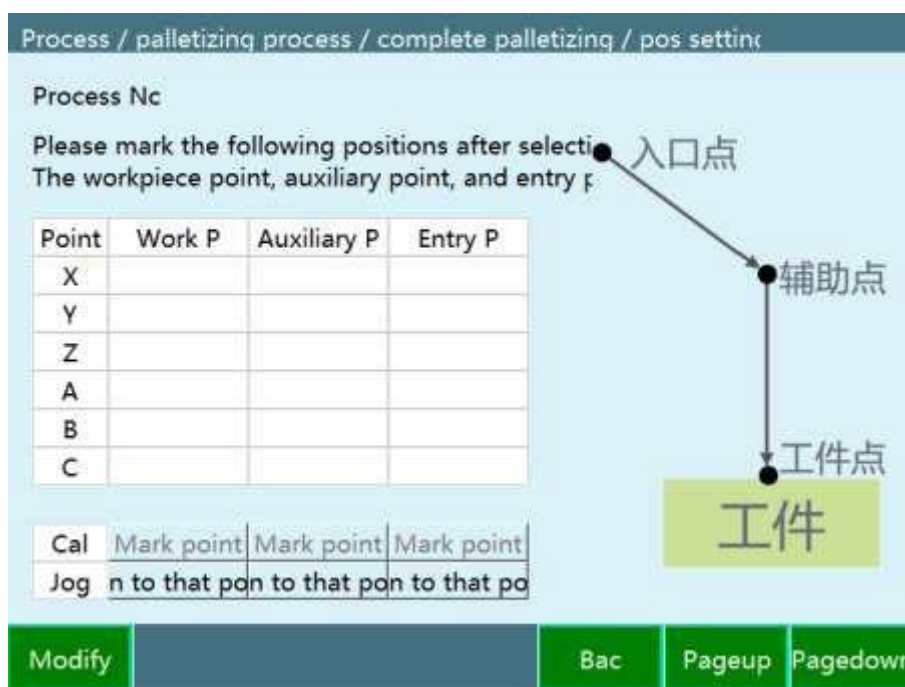 Process / palletizing process / complete palletizing / pos setting
Process Nc
Please mark the following positions after selecti
The workpiece point, auxiliary point, and entry p
Point Work P Auxiliary P Entry P
X
Y
Z
A
B
C
Cal Mark point Mark point Mark point
Jog n to that po n to that po n to that po
入口点
辅助点
工件点
工件
Modify Bac Pageup Pagedown